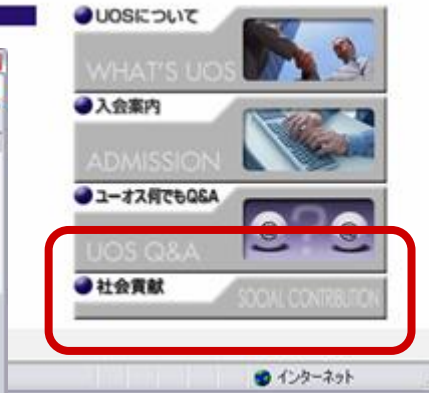 UOSについて
WHAT'S UOS
入会案内
ADMISSION
ユーオス何でもQ&A
?
UOS Q&A
社会貢献
SOCIAL CONTRIBUTION
インターネット